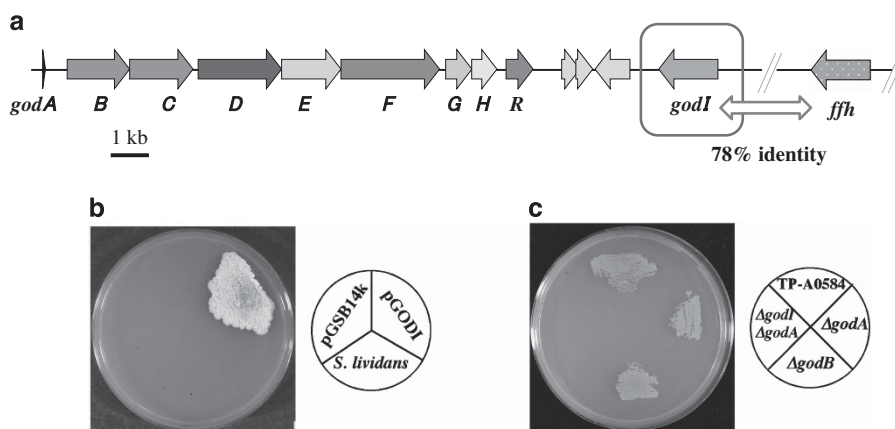 a
godA B C D E F G H R godI ffh
1 kb
78% identity
b
pGSB14k
pGODI
S. lividans
c
TP-A0584
ΔgodI
ΔgodA
ΔgodA
ΔgodB